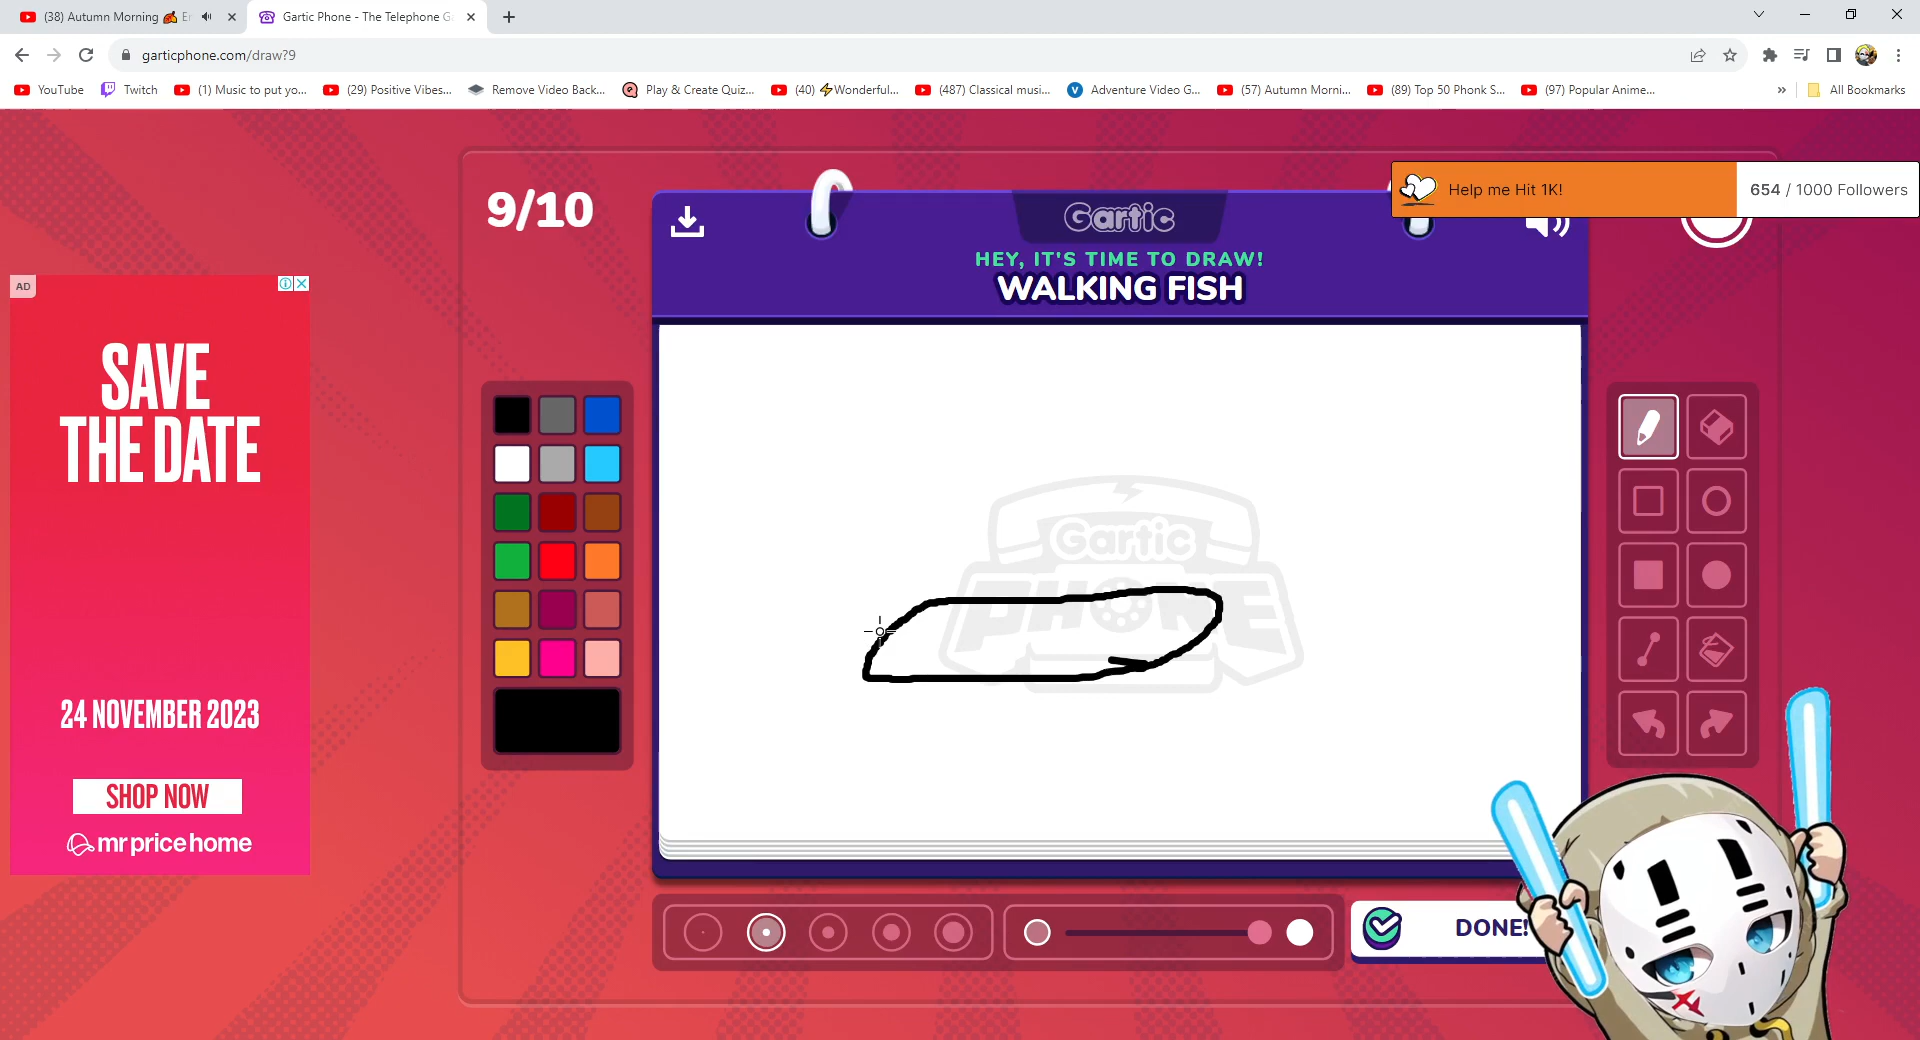 (38) Autumn Morning
Gartic Phone - The Telephone G
garticphone.com/draw?9
YouTube
Twitch
(1) Music to put yo...
(29) Positive Vibes...
Remove Video Back...
Play & Create Quiz...
(40) ⚡Wonderful...
(487) Classical musi...
Adventure Video G...
(57) Autumn Morni...
(89) Top 50 Phonk S...
(97) Popular Anime...
»
All Bookmarks
9/10
Gartic
Help me Hit 1K!
654 / 1000 Followers
HEY, IT'S TIME TO DRAW!
WALKING FISH
AD
SAVE
THE DATE
24 NOVEMBER 2023
SHOP NOW
mr price home
Gartic
PHONE
DONE!